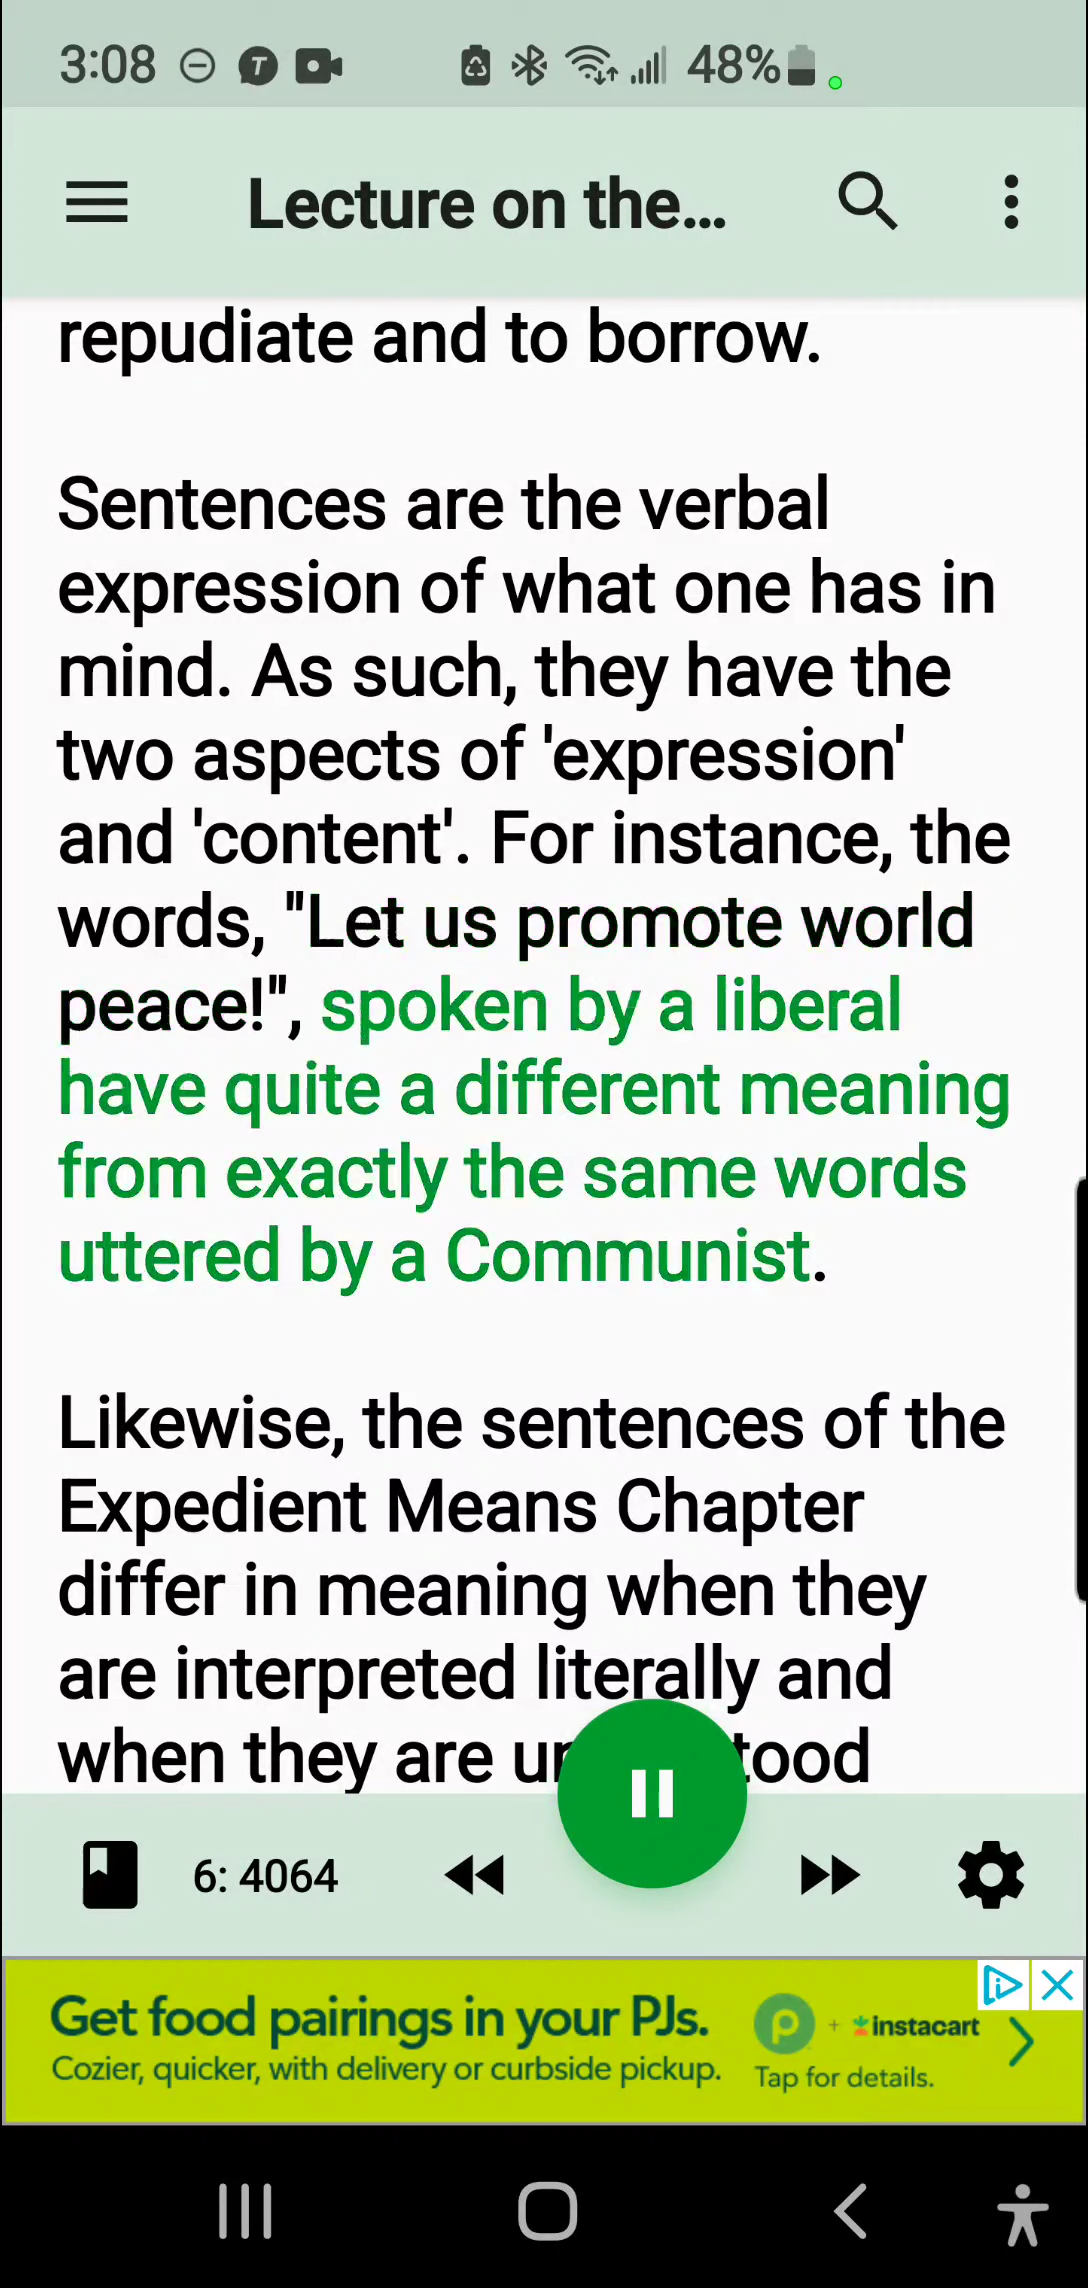 3:08
T
48%
Lecture on the...
repudiate and to borrow.
Sentences are the verbal
expression of what one has in
mind. As such, they have the
two aspects of 'expression'
and 'content'. For instance, the
words, "Let us promote world
peace!", spoken by a liberal
have quite a different meaning
from exactly the same words
uttered by a Communist.
Likewise, the sentences of the
Expedient Means Chapter
differ in meaning when they
are interpreted literally and
when they are
6: 4064
Get food pairings in your PJs.
Cozier, quicker, with delivery or curbside pickup.
P + instacart
Tap for details.